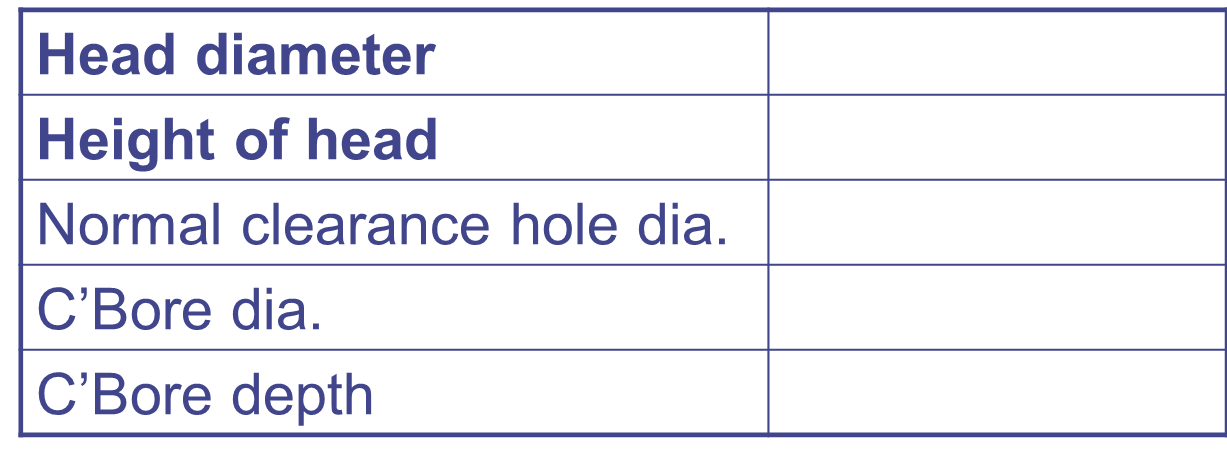 Head diameter
Height of head
Normal clearance hole dia.
C’Bore dia.
C’Bore depth